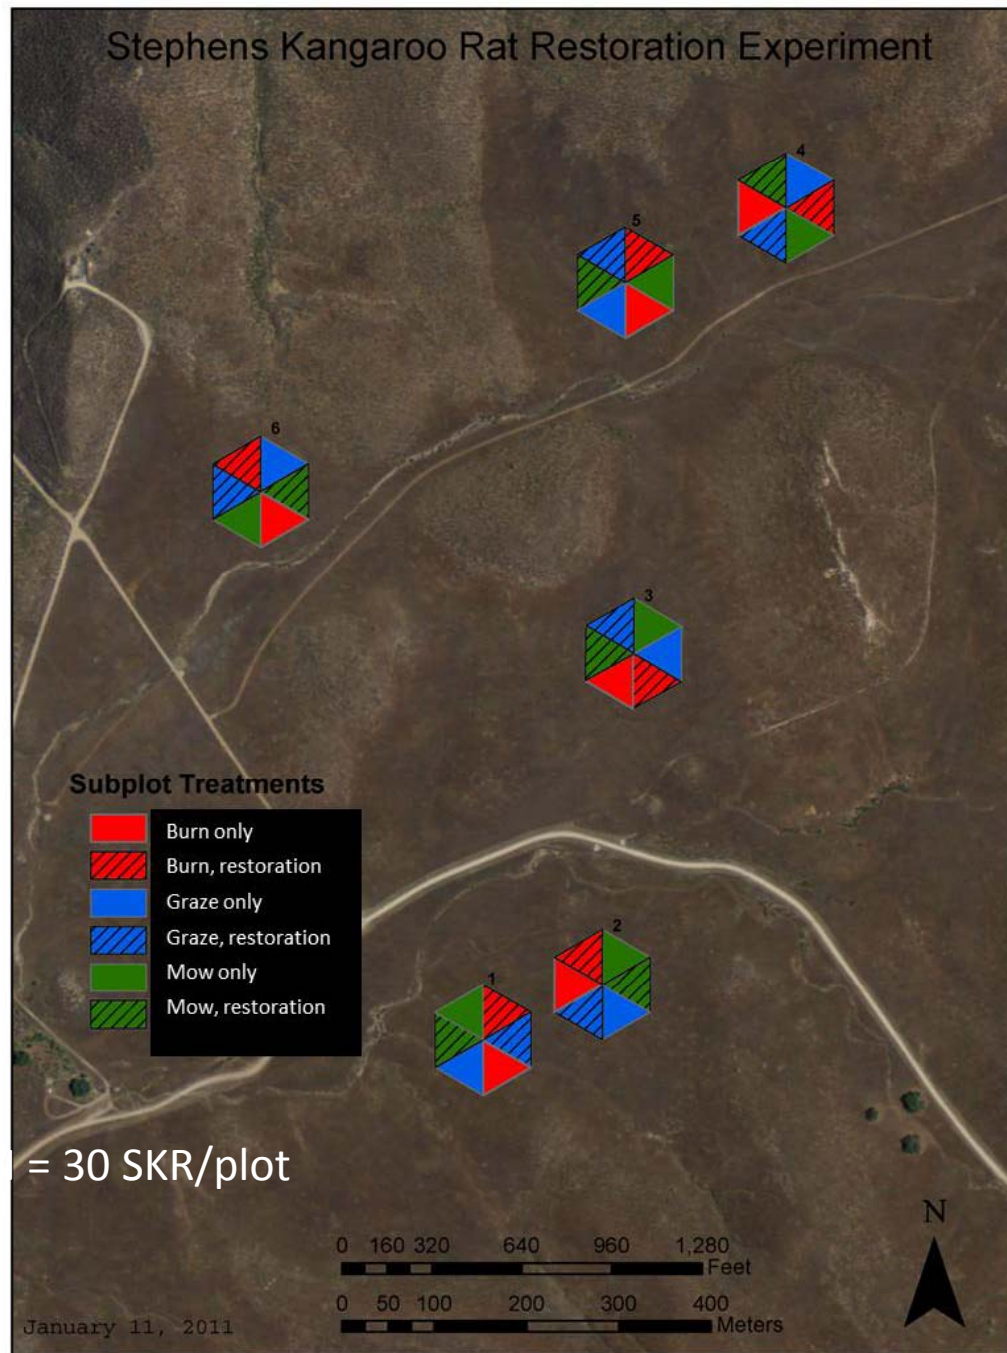 Stephens Kangaroo Rat Restoration Experiment
4
5
6
3
Subplot Treatments
Burn only
Burn, restoration
Graze only
Graze, restoration
Mow only
Mow, restoration
2
1
= 30 SKR/plot
N
0 160 320 640 960 1,280
Feet
0 50 100 200 300 400
Meters
January 11, 2011